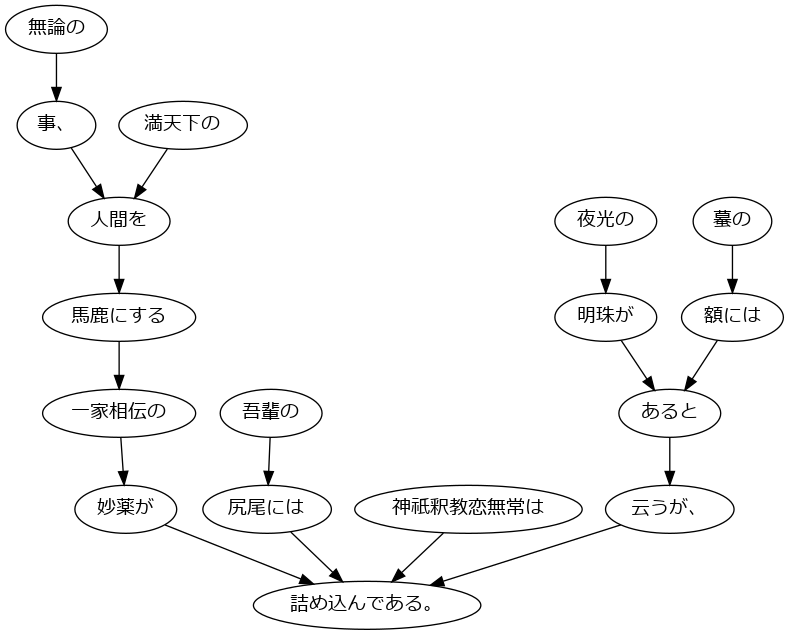 無論の
事、 満天下の
人間を 夜光の 蟇の
馬鹿にする 明珠が 額には
一家相伝の 吾輩の あると
妙薬が 尻尾には 神祇釈教恋無常は 云うが、
詰め込んである。